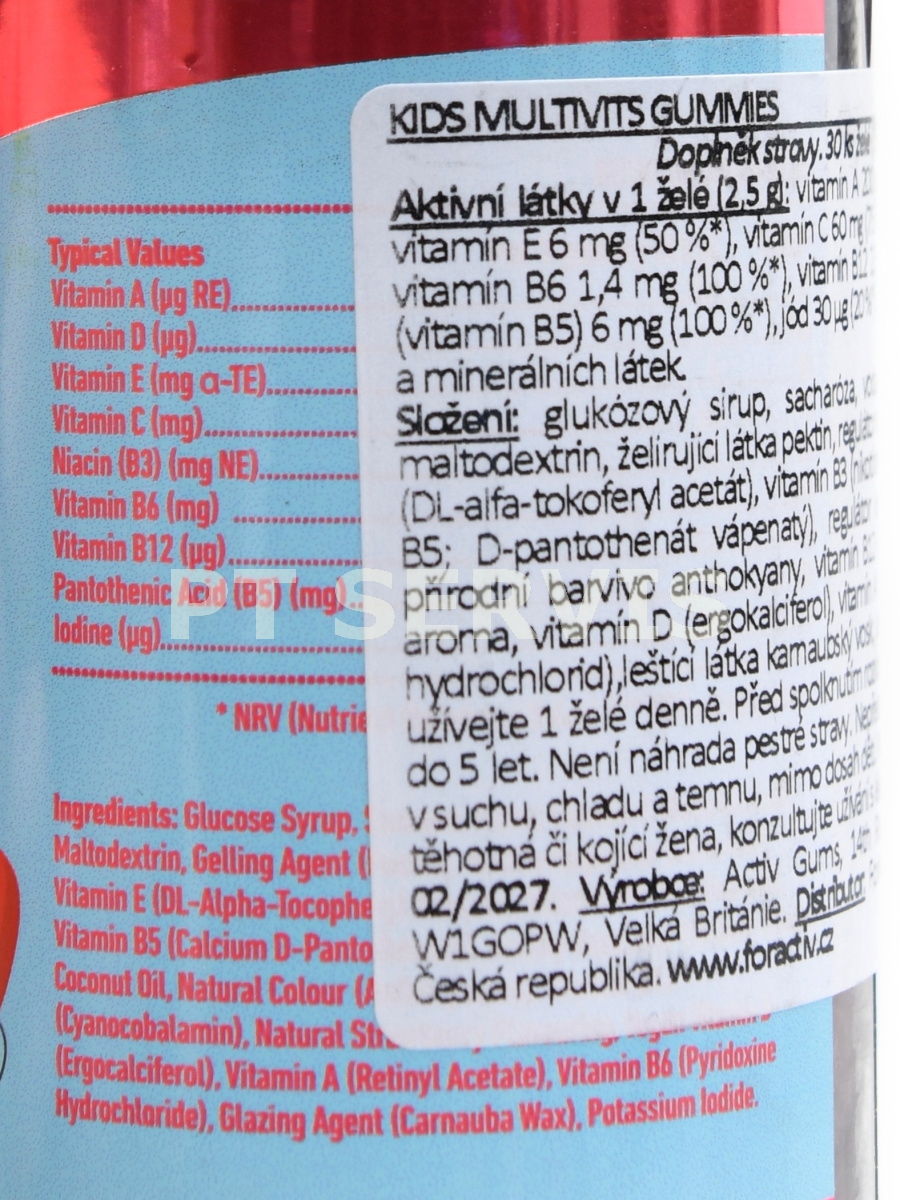 KIDS MULTIVITS GUMMIES
Doplněk stravy. 30 ks želé
Aktivní látky v 1 želé (2,5 g): vitamín A
vitamín E 6 mg (50 %*), vitamín C 60 mg
vitamín B6 1,4 mg (100 %*), vitamín B12
(vitamín B5) 6 mg (100 %*), jód 30 µg (20
a minerálních látek.
Složení: glukózový sirup, sacharóza,
maltodextrin, želírující látka pektin,
(DL-alfa-tokoferyl acetát), vitamín B3
B5; D-pantothenát vápenatý),
přírodní barvivo anthokyany, vitamín B12
aroma, vitamín D (ergokalciferol), vitamín
hydrochlorid), leštící látka karnaubský vosk,
užívejte 1 želé denně. Před spolknutím
do 5 let. Není náhrada pestré stravy.
v suchu, chladu a temnu, mimo dosah dětí.
těhotná či kojící žena, konzultujte užívání s
02/2027. Výrobce: Activ Gums,
W1GOPW, Velká Británie. Distributor:
Česká republika. www.foractiv.cz
Typical Values
Vitamin A (µg RE)
Vitamin D (µg)
Vitamin E (mg α-TE)
Vitamin C (mg)
Niacin (B3) (mg NE)
Vitamin B6 (mg)
Vitamin B12 (µg)
Pantothenic Acid (B5) (mg)
Iodine (µg)
* NRV (Nutrie
Ingredients: Glucose Syrup,
Maltodextrin, Gelling Agent (
Vitamin E (DL-Alpha-Tocophe
Vitamin B5 (Calcium D-Panto
Coconut Oil, Natural Colour (A
(Cyanocobalamin), Natural Str
(Ergocalciferol), Vitamin A (Retinyl Acetate), Vitamin B6 (Pyridoxine
Hydrochloride), Glazing Agent (Carnauba Wax), Potassium Iodide.
PT SERVIS